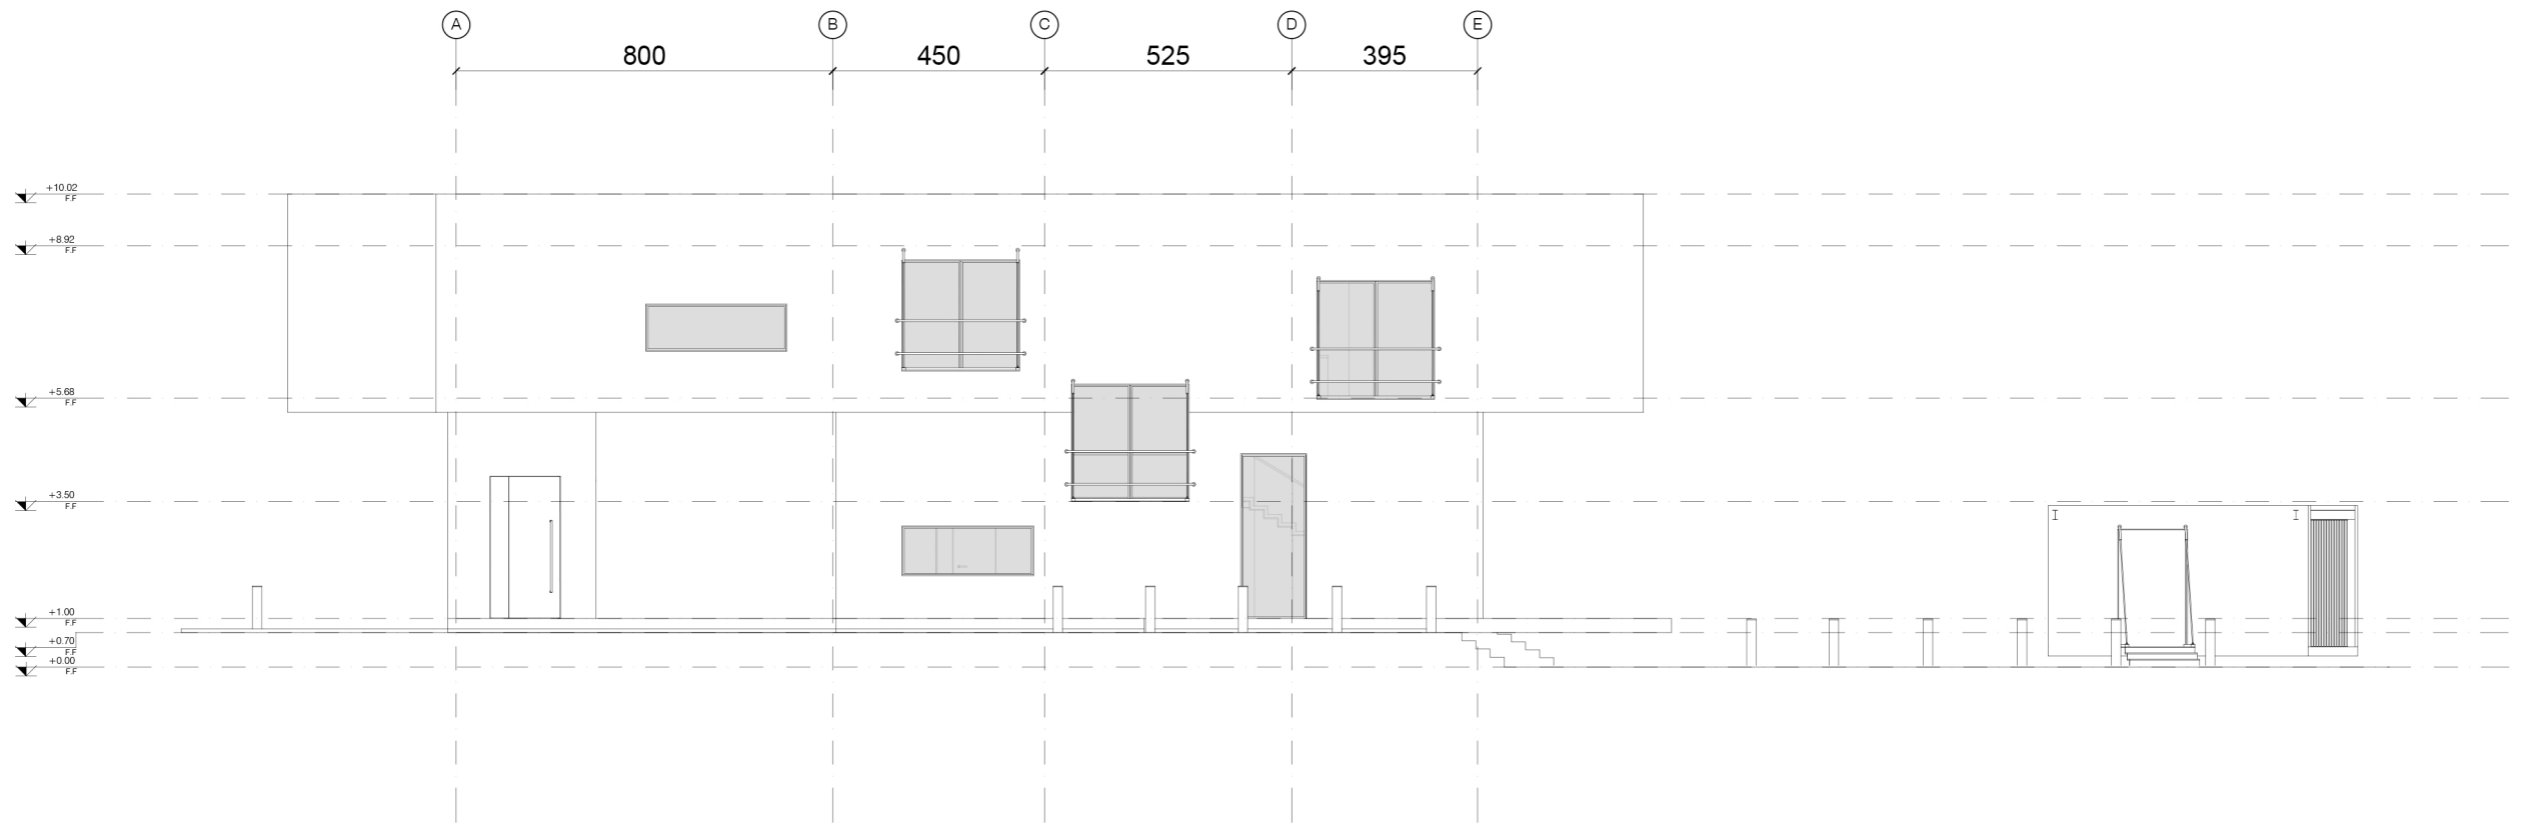 A B C D E
800 450 525 395
+10.02
F.F
+8.92
F.F
+5.68
F.F
+3.50
F.F
+1.00
F.F
+0.70
F.F
+0.00
F.F